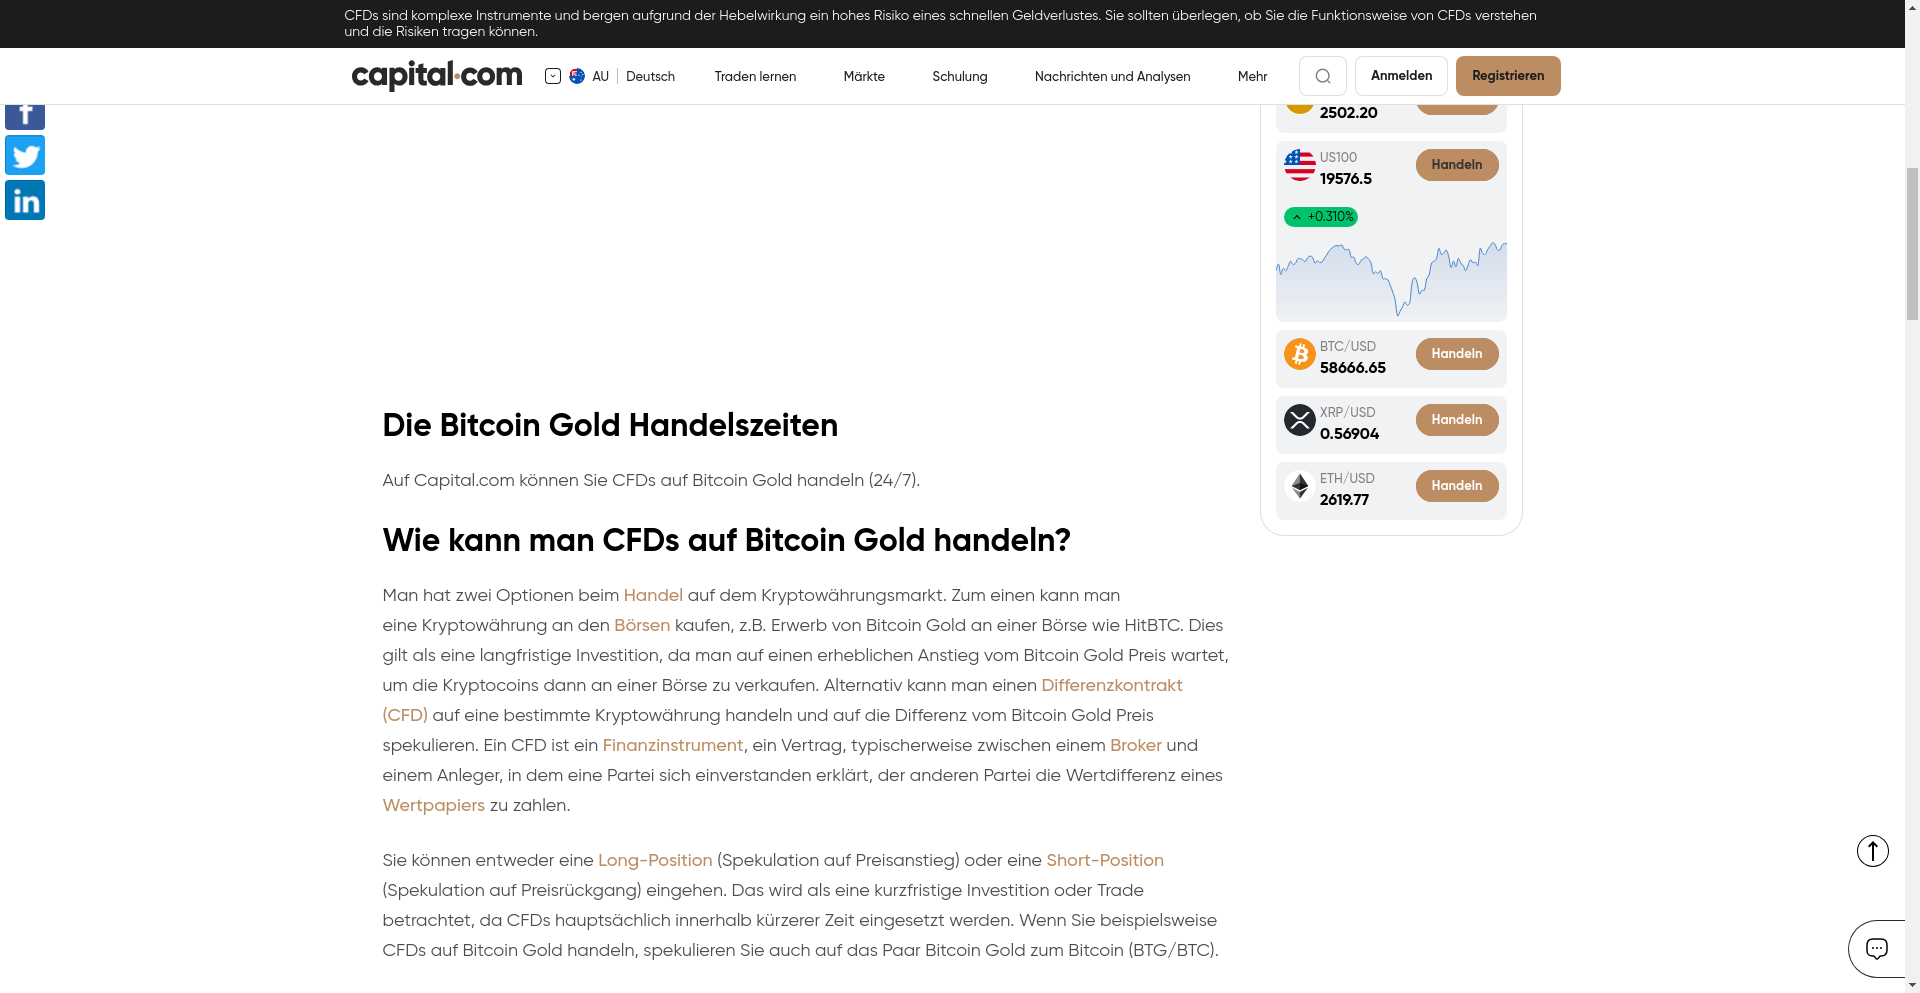 CFDs sind komplexe Instrumente und bergen aufgrund der Hebelwirkung ein hohes Risiko eines schnellen Geldverlustes. Sie sollten überlegen, ob Sie die Funktionsweise von CFDs verstehen
und die Risiken tragen können.
capital.com
AU
Deutsch
Traden lernen
Märkte
Schulung
Nachrichten und Analysen
Mehr
Anmelden
Registrieren
f
in
2502.20
US100
19576.5
Handeln
+0.310%
BTC/USD
58666.65
Handeln
XRP/USD
0.56904
Handeln
ETH/USD
2619.77
Handeln
Die Bitcoin Gold Handelszeiten
Auf Capital.com können Sie CFDs auf Bitcoin Gold handeln (24/7).
Wie kann man CFDs auf Bitcoin Gold handeln?
Man hat zwei Optionen beim Handel auf dem Kryptowährungsmarkt. Zum einen kann man
eine Kryptowährung an den Börsen kaufen, z.B. Erwerb von Bitcoin Gold an einer Börse wie HitBTC. Dies
gilt als eine langfristige Investition, da man auf einen erheblichen Anstieg vom Bitcoin Gold Preis wartet,
um die Kryptocoins dann an einer Börse zu verkaufen. Alternativ kann man einen Differenzkontrakt
(CFD) auf eine bestimmte Kryptowährung handeln und auf die Differenz vom Bitcoin Gold Preis
spekulieren. Ein CFD ist ein Finanzinstrument, ein Vertrag, typischerweise zwischen einem Broker und
einem Anleger, in dem eine Partei sich einverstanden erklärt, der anderen Partei die Wertdifferenz eines
Wertpapiers zu zahlen.
Sie können entweder eine Long-Position (Spekulation auf Preisanstieg) oder eine Short-Position
(Spekulation auf Preisrückgang) eingehen. Das wird als eine kurzfristige Investition oder Trade
betrachtet, da CFDs hauptsächlich innerhalb kürzerer Zeit eingesetzt werden. Wenn Sie beispielsweise
CFDs auf Bitcoin Gold handeln, spekulieren Sie auch auf das Paar Bitcoin Gold zum Bitcoin (BTG/BTC).